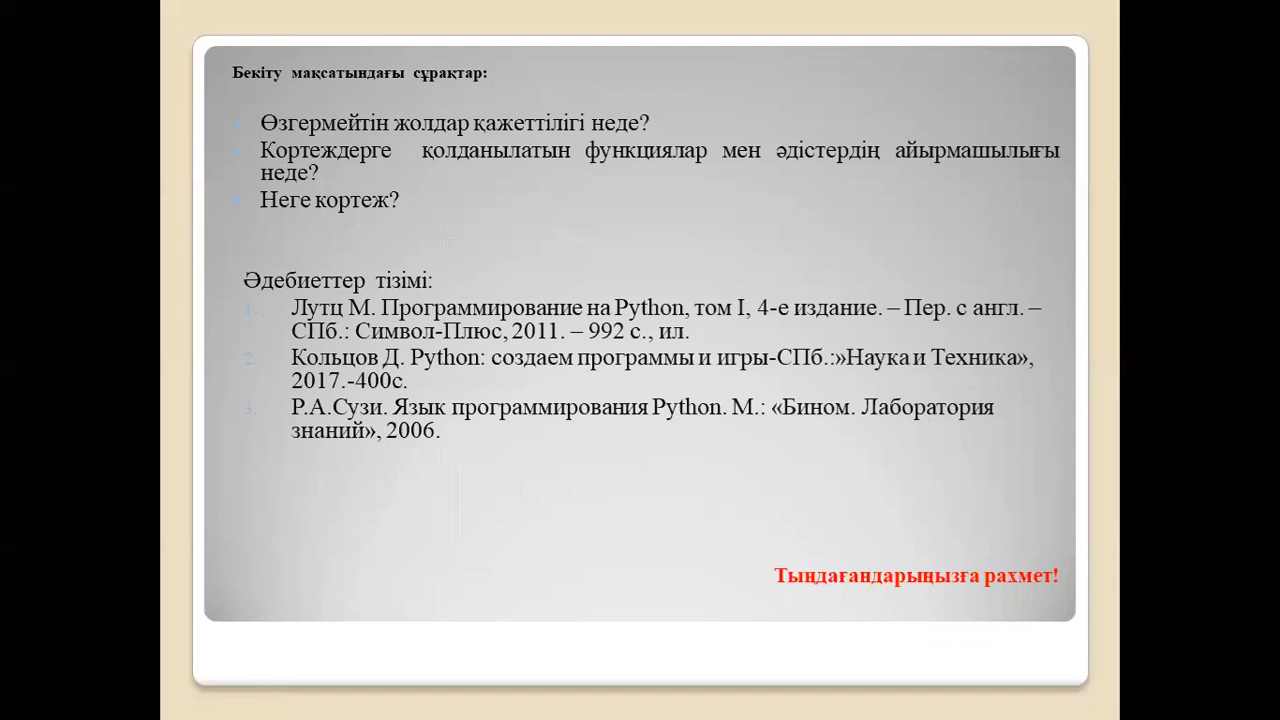 Бекіту мақсатындағы сұрақтар:
Өзгермейтін жолдар қажеттілігі неде?
Кортеждерге қолданылатын функциялар мен әдістердің айырмашылығы
неде?
Неге кортеж?
Әдебиеттер тізімі:
1. Лутц М. Программирование на Python, том I, 4-е издание. – Пер. с англ. –
СПб.: Символ-Плюс, 2011. – 992 с., ил.
2. Кольцов Д. Python: создаем программы и игры-СПб.:»Наука и Техника»,
2017.-400с.
3. Р.А.Сузи. Язык программирования Python. М.: «Бином. Лаборатория
знаний», 2006.
Тыңдағандарыңызға рахмет!